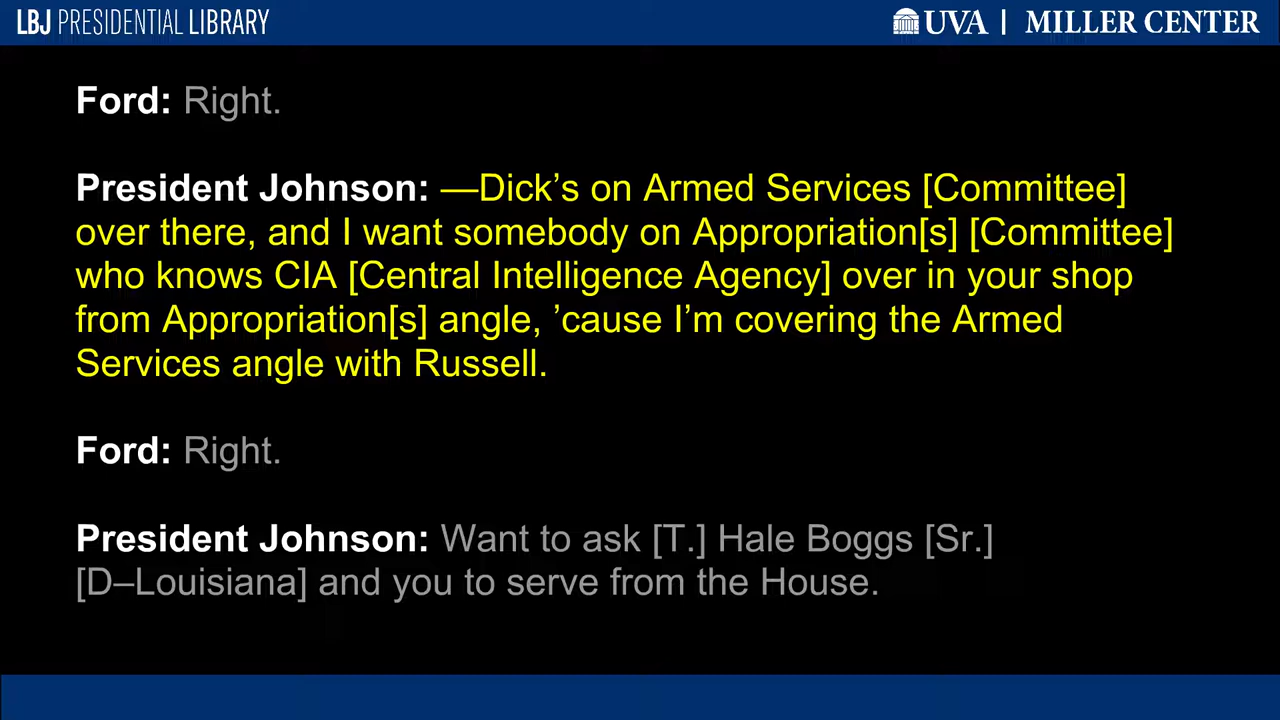 LBJ PRESIDENTIAL LIBRARY
UVA | MILLER CENTER
Ford: Right.
President Johnson: —Dick’s on Armed Services [Committee]
over there, and I want somebody on Appropriation[s] [Committee]
who knows CIA [Central Intelligence Agency] over in your shop
from Appropriation[s] angle, ’cause I’m covering the Armed
Services angle with Russell.
Ford: Right.
President Johnson: Want to ask [T.] Hale Boggs [Sr.]
[D–Louisiana] and you to serve from the House.